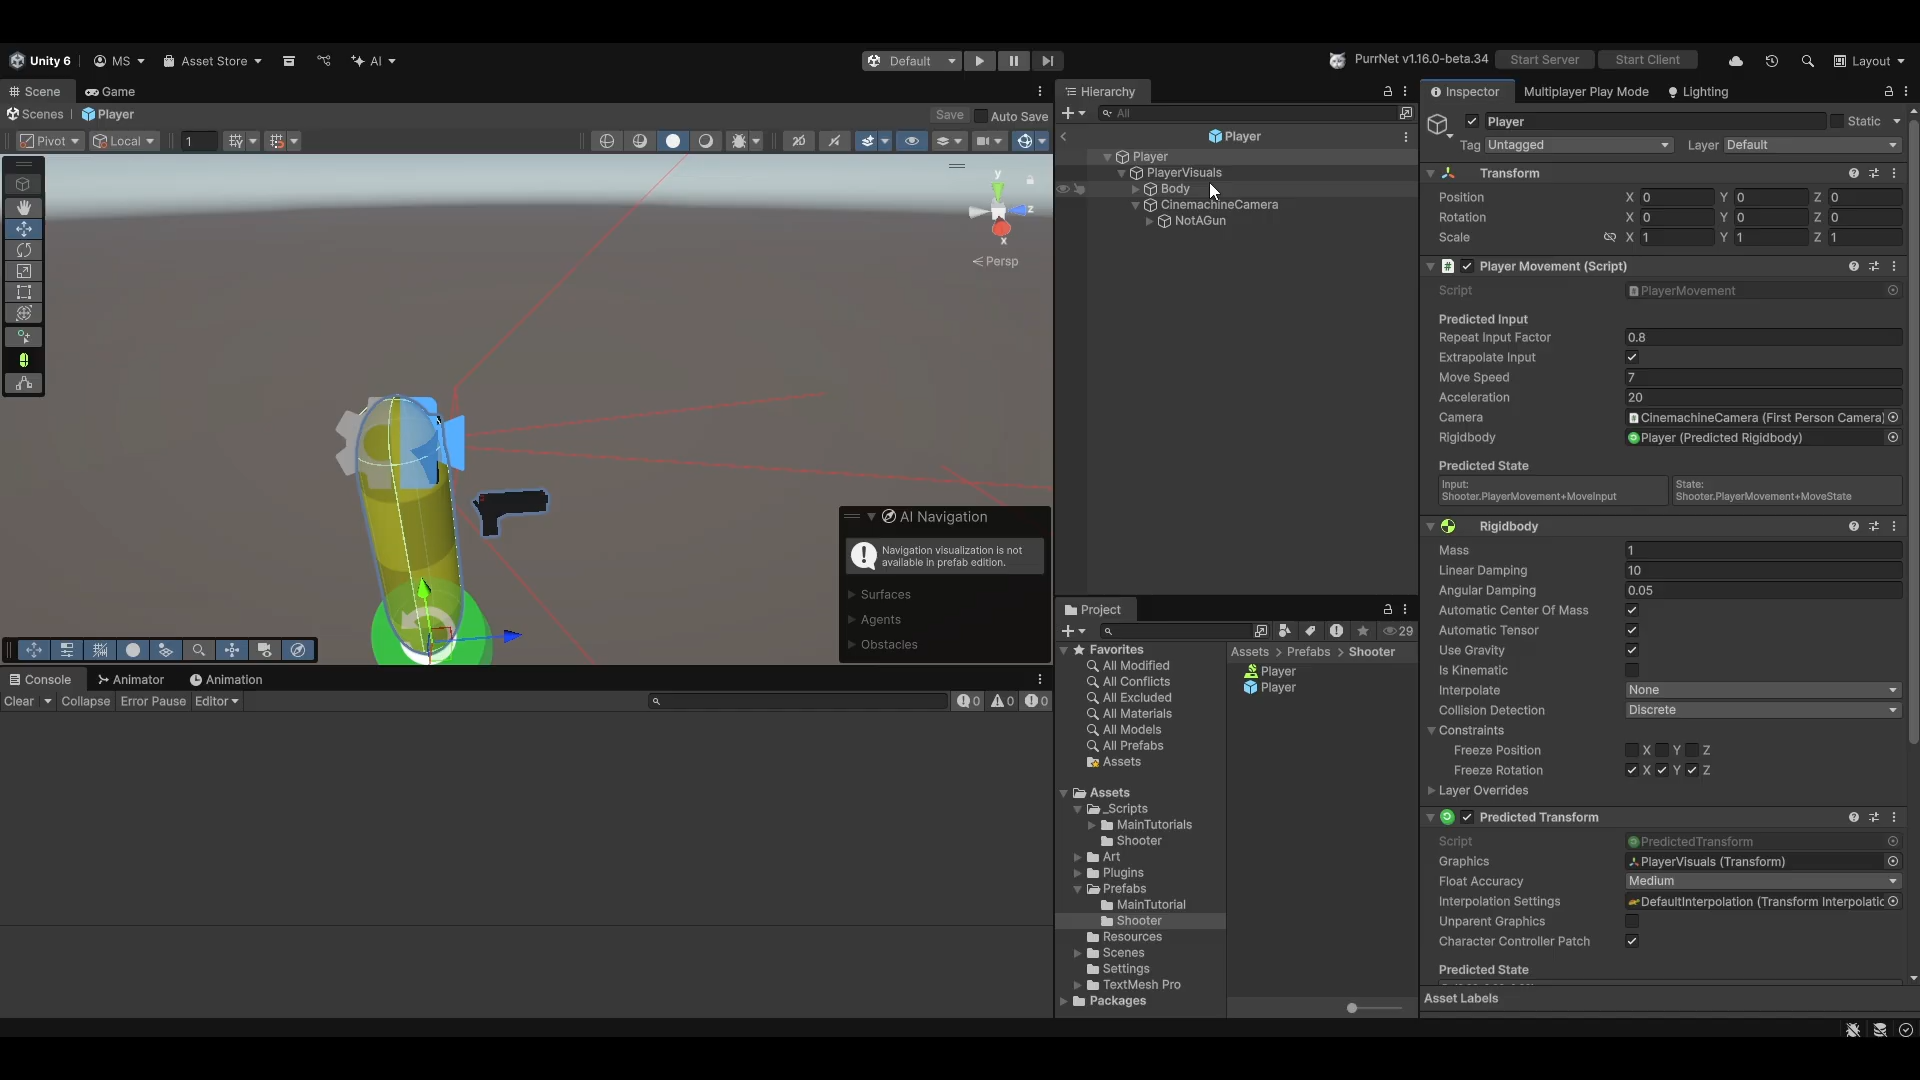 Unity 6 MS Asset Store AI Default PurrNet v1.16.0-beta.34 Start Server Start Client Layout
Scene Game
Scenes Player Save Auto Save
Pivot Local 1
y
z
x
Persp
AI Navigation
Navigation visualization is not
available in prefab edition.
Surfaces
Agents
Obstacles
Console Animator Animation
Clear Collapse Error Pause Editor 0 0 0
Hierarchy
All
Player
Player
PlayerVisuals
Body
CinemachineCamera
NotAGun
Project
29
Favorites
All Modified
All Conflicts
All Excluded
All Materials
All Models
All Prefabs
Assets
Assets
_Scripts
MainTutorials
Shooter
Art
Plugins
Prefabs
MainTutorial
Shooter
Resources
Scenes
Settings
TextMesh Pro
Packages
Assets > Prefabs > Shooter
Player
Player
Inspector Multiplayer Play Mode Lighting
Player Static
Tag Untagged Layer Default
Transform
Position X 0 Y 0 Z 0
Rotation X 0 Y 0 Z 0
Scale X 1 Y 1 Z 1
Player Movement (Script)
Script PlayerMovement
Predicted Input
Repeat Input Factor 0.8
Extrapolate Input
Move Speed 7
Acceleration 20
Camera CinemachineCamera (First Person Camera)
Rigidbody Player (Predicted Rigidbody)
Predicted State
Input: State:
Shooter.PlayerMovement+MoveInput Shooter.PlayerMovement+MoveState
Rigidbody
Mass 1
Linear Damping 10
Angular Damping 0.05
Automatic Center Of Mass
Automatic Tensor
Use Gravity
Is Kinematic
Interpolate None
Collision Detection Discrete
Constraints
Freeze Position X Y Z
Freeze Rotation X Y Z
Layer Overrides
Predicted Transform
Script PredictedTransform
Graphics PlayerVisuals (Transform)
Float Accuracy Medium
Interpolation Settings DefaultInterpolation (Transform Interpolatic
Unparent Graphics
Character Controller Patch
Predicted State
Asset Labels